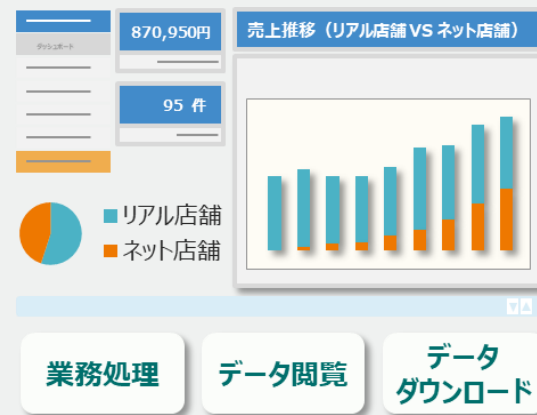 ダッシュボード
870,950円
95 件
売上推移（リアル店舗 VS ネット店舗）
リアル店舗
ネット店舗
業務処理
データ閲覧
データ
ダウンロード